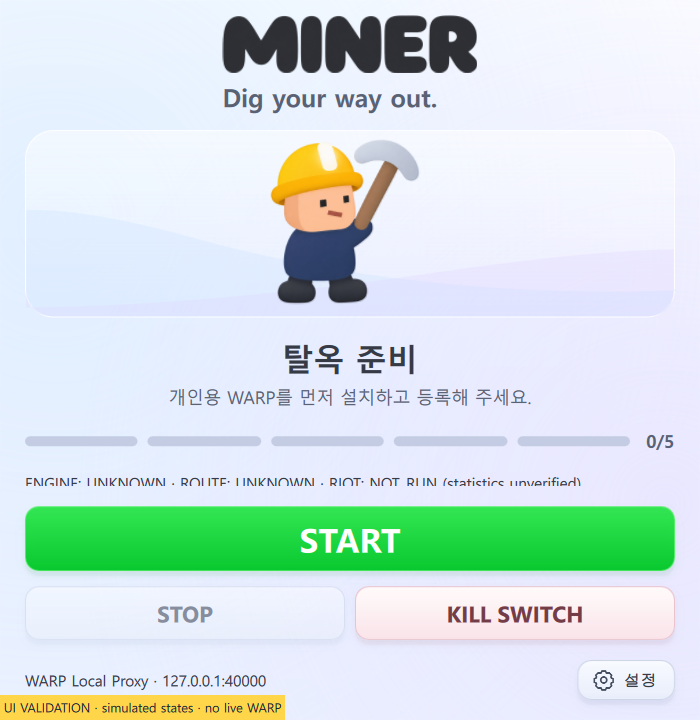 MINER
Dig your way out.
탈옥 준비
개인용 WARP를 먼저 설치하고 등록해 주세요.
0/5
ENGINE: UNKNOWN · ROUTE: UNKNOWN · RIOT: NOT_RUN (statistics unverified)
START
STOP
KILL SWITCH
WARP Local Proxy · 127.0.0.1:40000
설정
UI VALIDATION · simulated states · no live WARP